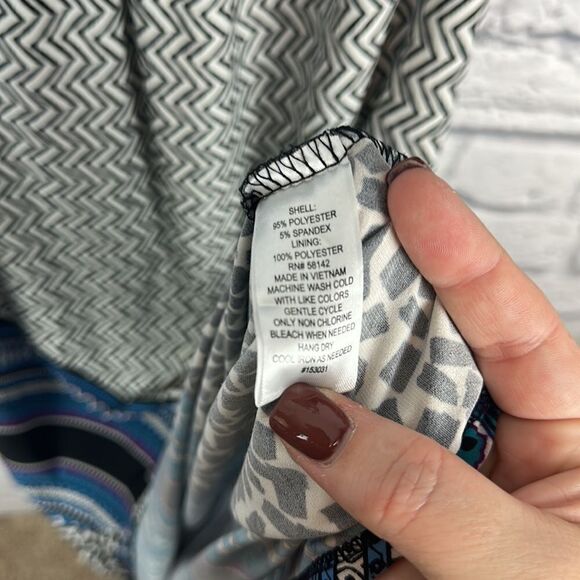 SHELL:
95% POLYESTER
5% SPANDEX
LINING:
100% POLYESTER
RN# 58142
MADE IN VIETNAM
MACHINE WASH COLD
WITH LIKE COLORS
GENTLE CYCLE
ONLY NON CHLORINE
BLEACH WHEN NEEDED
HANG DRY
COOL IRON AS NEEDED
#153031